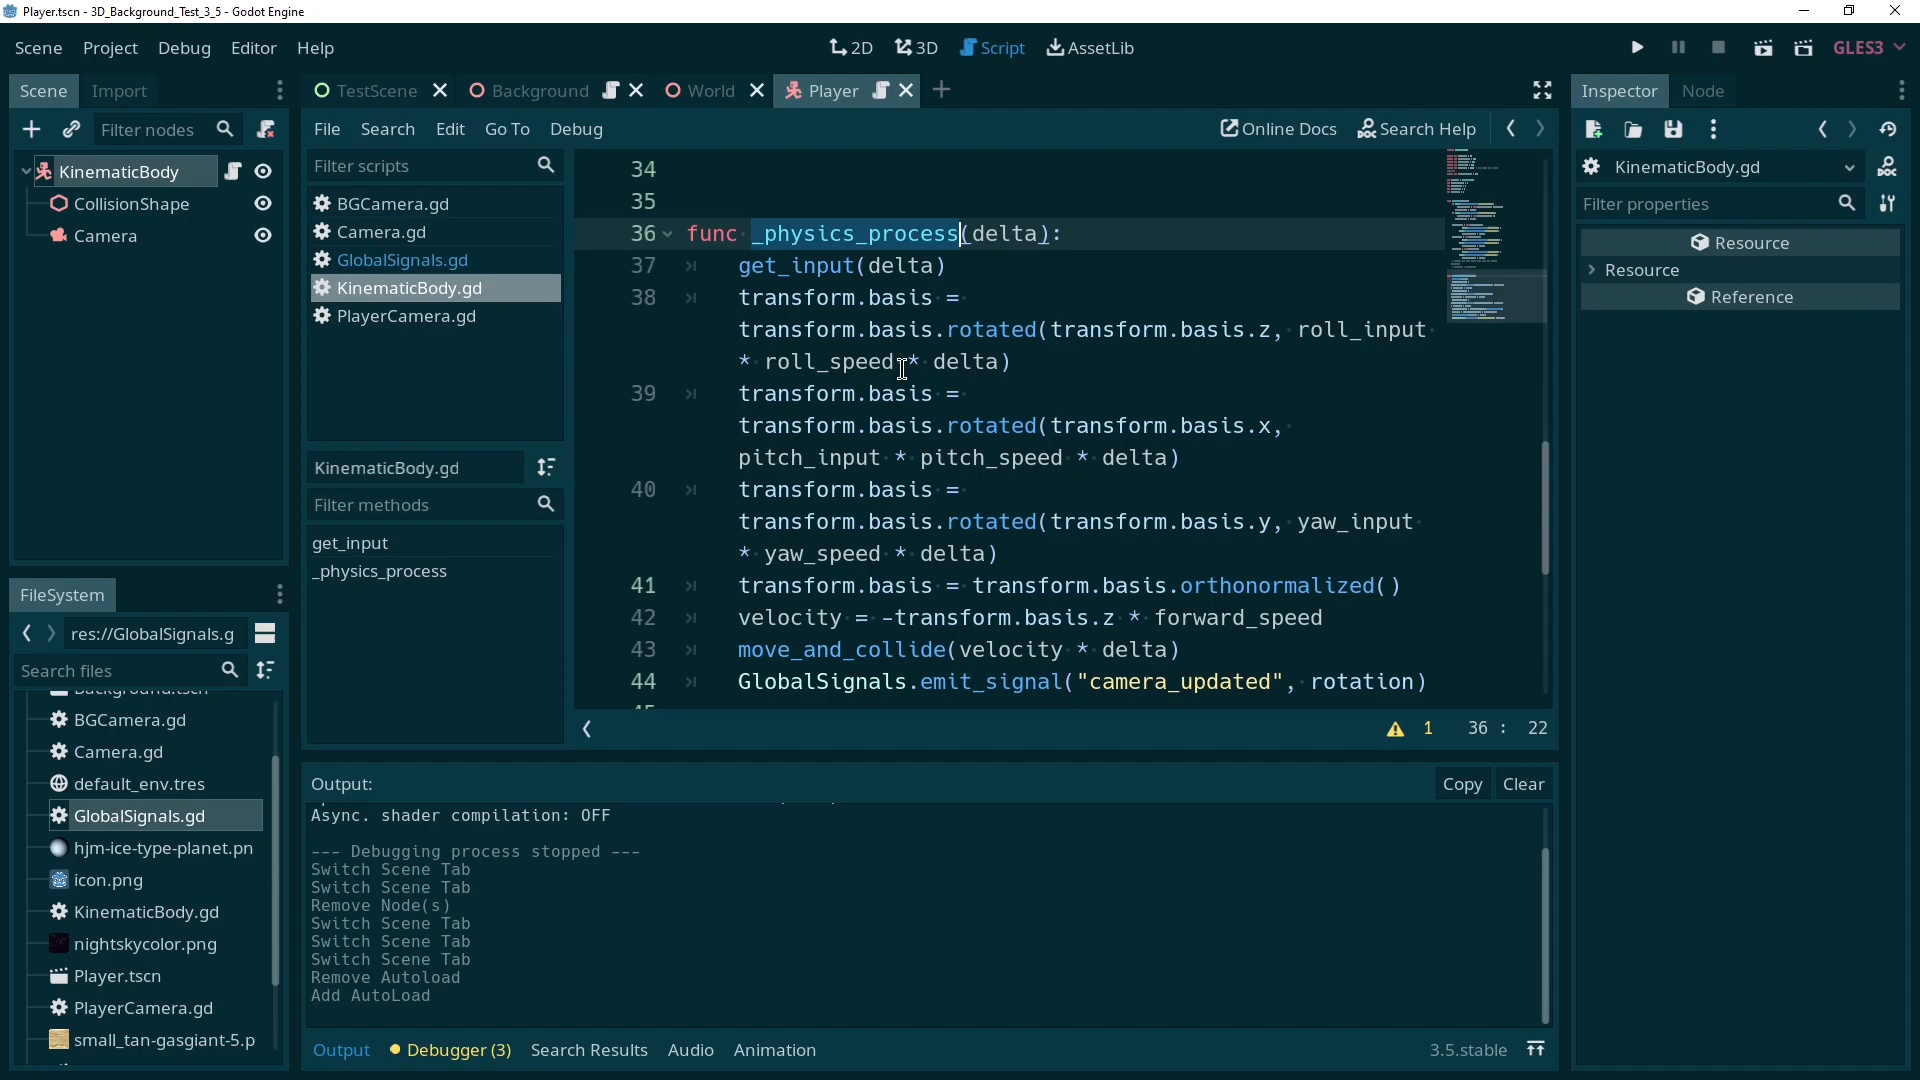 Player.tscn - 3D_Background_Test_3_5 - Godot Engine
Scene Project Debug Editor Help
2D 3D Script AssetLib
GLES3
Scene Import
TestScene Background World Player
Inspector Node
Filter nodes
File Search Edit Go To Debug
Online Docs Search Help
KinematicBody
CollisionShape
Camera
Filter scripts
BGCamera.gd
Camera.gd
GlobalSignals.gd
KinematicBody.gd
PlayerCamera.gd
KinematicBody.gd
Filter methods
get_input
_physics_process
34
35
36 func _physics_process(delta):
37 get_input(delta)
38 transform.basis =
transform.basis.rotated(transform.basis.z, roll_input
* roll_speed * delta)
39 transform.basis =
transform.basis.rotated(transform.basis.x,
pitch_input * pitch_speed * delta)
40 transform.basis =
transform.basis.rotated(transform.basis.y, yaw_input
* yaw_speed * delta)
41 transform.basis = transform.basis.orthonormalized()
42 velocity = -transform.basis.z * forward_speed
43 move_and_collide(velocity * delta)
44 GlobalSignals.emit_signal("camera_updated", rotation)
1 36 : 22
KinematicBody.gd
Filter properties
Resource
Resource
Reference
FileSystem
res://GlobalSignals.g
Search files
Background.tscn
BGCamera.gd
Camera.gd
default_env.tres
GlobalSignals.gd
hjm-ice-type-planet.pn
icon.png
KinematicBody.gd
nightskycolor.png
Player.tscn
PlayerCamera.gd
small_tan-gasgiant-5.p
Output:
Copy Clear
Async. shader compilation: OFF
--- Debugging process stopped ---
Switch Scene Tab
Switch Scene Tab
Remove Node(s)
Switch Scene Tab
Switch Scene Tab
Switch Scene Tab
Remove Autoload
Add AutoLoad
Output Debugger (3) Search Results Audio Animation
3.5.stable